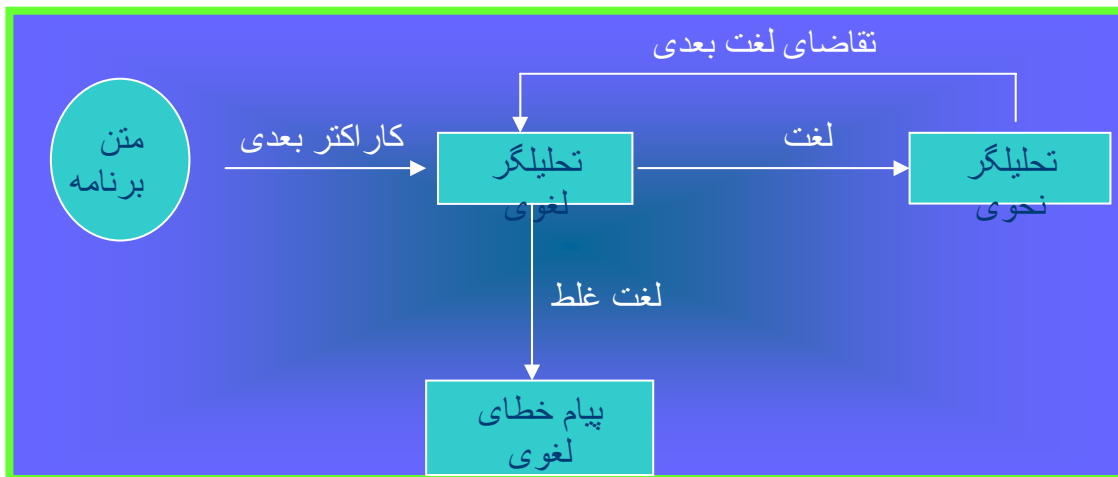 تقاضای لغت بعدی
متن
برنامه
کاراکتر بعدی
تحلیلگر
لغوی
لغت
تحلیلگر
نحوی
لغت غلط
پیام خطای
لغوی